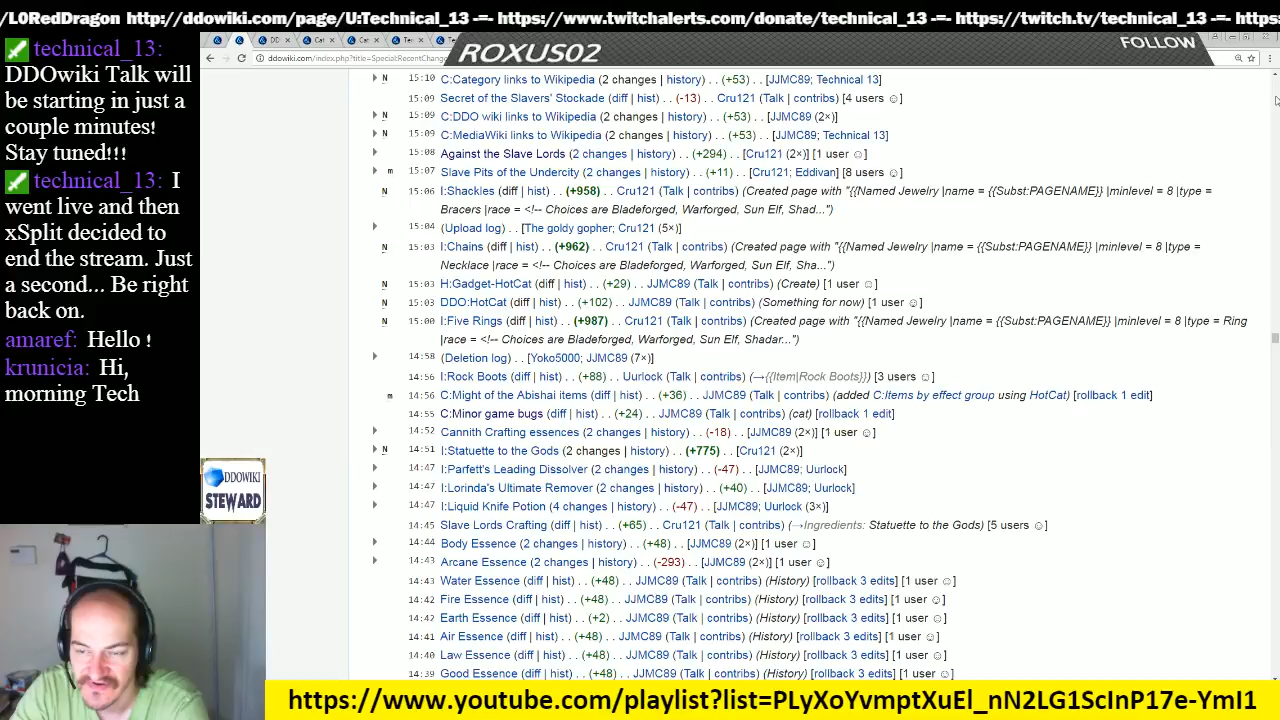 /L0RedDragon -=- http://ddowiki.com/page/U:Technical_13 -=- https://www.twitchalerts.com/donate/technical_13 -=- https://twitch.tv/technical_13 -=- https:
technical_13:
DDOwiki Talk will
be starting in just a
couple minutes!
Stay tuned!!!
technical_13: I
went live and then
xSplit decided to
end the stream. Just
a second... Be right
back on.
amaref: Hello !
krunicia: Hi,
morning Tech
ROXUS02
FOLLOW
ddowiki.com/index.php?title=Special:RecentChang
N 15:10 C:Category links to Wikipedia (2 changes | history) . . (+53) . . [JJMC89; Technical 13]
15:09 Secret of the Slavers' Stockade (diff | hist) . . (-13) . . Cru121 (Talk | contribs) [4 users ☺]
N 15:09 C:DDO wiki links to Wikipedia (2 changes | history) . . (+53) . . [JJMC89 (2×)]
N 15:09 C:MediaWiki links to Wikipedia (2 changes | history) . . (+53) . . [JJMC89; Technical 13]
15:08 Against the Slave Lords (2 changes | history) . . (+294) . . [Cru121 (2×)] [1 user ☺]
m 15:07 Slave Pits of the Undercity (2 changes | history) . . (+11) . . [Cru121; Eddivan] [8 users ☺]
N 15:06 I:Shackles (diff | hist) . . (+958) . . Cru121 (Talk | contribs) (Created page with "{{Named Jewelry |name = {{Subst:PAGENAME}} |minlevel = 8 |type =
Bracers |race = <!-- Choices are Bladeforged, Warforged, Sun Elf, Shad...")
15:04 (Upload log) . . [The goldy gopher; Cru121 (5×)]
N 15:03 I:Chains (diff | hist) . . (+962) . . Cru121 (Talk | contribs) (Created page with "{{Named Jewelry |name = {{Subst:PAGENAME}} |minlevel = 8 |type =
Necklace |race = <!-- Choices are Bladeforged, Warforged, Sun Elf, Sha...")
N 15:03 H:Gadget-HotCat (diff | hist) . . (+29) . . JJMC89 (Talk | contribs) (Create) [1 user ☺]
N 15:03 DDO:HotCat (diff | hist) . . (+102) . . JJMC89 (Talk | contribs) (Something for now) [1 user ☺]
N 15:00 I:Five Rings (diff | hist) . . (+987) . . Cru121 (Talk | contribs) (Created page with "{{Named Jewelry |name = {{Subst:PAGENAME}} |minlevel = 8 |type = Ring
|race = <!-- Choices are Bladeforged, Warforged, Sun Elf, Shadar...")
14:58 (Deletion log) . . [Yoko5000; JJMC89 (7×)]
14:56 I:Rock Boots (diff | hist) . . (+88) . . Uurlock (Talk | contribs) (→{{Item|Rock Boots}}) [3 users ☺]
m 14:56 C:Might of the Abishai items (diff | hist) . . (+36) . . JJMC89 (Talk | contribs) (added C:Items by effect group using HotCat) [rollback 1 edit]
14:55 C:Minor game bugs (diff | hist) . . (+24) . . JJMC89 (Talk | contribs) (cat) [rollback 1 edit]
14:52 Cannith Crafting essences (2 changes | history) . . (-18) . . [JJMC89 (2×)] [1 user ☺]
N 14:51 I:Statuette to the Gods (2 changes | history) . . (+775) . . [Cru121 (2×)]
14:47 I:Parfett's Leading Dissolver (2 changes | history) . . (-47) . . [JJMC89; Uurlock]
14:47 I:Lorinda's Ultimate Remover (2 changes | history) . . (+40) . . [JJMC89; Uurlock]
14:47 I:Liquid Knife Potion (4 changes | history) . . (-47) . . [JJMC89; Uurlock (3×)]
14:45 Slave Lords Crafting (diff | hist) . . (+65) . . Cru121 (Talk | contribs) (→Ingredients: Statuette to the Gods) [5 users ☺]
14:44 Body Essence (2 changes | history) . . (+48) . . [JJMC89 (2×)] [1 user ☺]
14:43 Arcane Essence (2 changes | history) . . (-293) . . [JJMC89 (2×)] [1 user ☺]
14:43 Water Essence (diff | hist) . . (+48) . . JJMC89 (Talk | contribs) (History) [rollback 3 edits] [1 user ☺]
14:42 Fire Essence (diff | hist) . . (+48) . . JJMC89 (Talk | contribs) (History) [rollback 3 edits] [1 user ☺]
14:42 Earth Essence (diff | hist) . . (+2) . . JJMC89 (Talk | contribs) (History) [rollback 3 edits] [1 user ☺]
14:41 Air Essence (diff | hist) . . (+48) . . JJMC89 (Talk | contribs) (History) [rollback 3 edits] [1 user ☺]
14:40 Law Essence (diff | hist) . . (+48) . . JJMC89 (Talk | contribs) (History) [rollback 3 edits] [1 user ☺]
14:39 Good Essence (diff | hist) . . (+48) . . JJMC89 (Talk | contribs) (History) [rollback 3 edits] [1 user ☺]
DDOWIKI
STEWARD
https://www.youtube.com/playlist?list=PLyXoYvmptXuEl_nN2LG1ScInP17e-YmI1